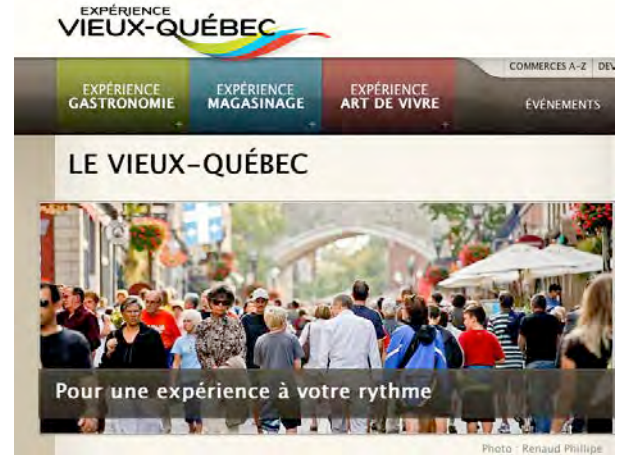 EXPÉRIENCE
VIEUX-QUÉBEC
COMMERCES A-Z
EXPÉRIENCE
GASTRONOMIE
EXPÉRIENCE
MAGASINAGE
EXPÉRIENCE
ART DE VIVRE
ÉVÉNEMENTS
LE VIEUX-QUÉBEC
Pour une expérience à votre rythme
Photo : Renaud Phillipe